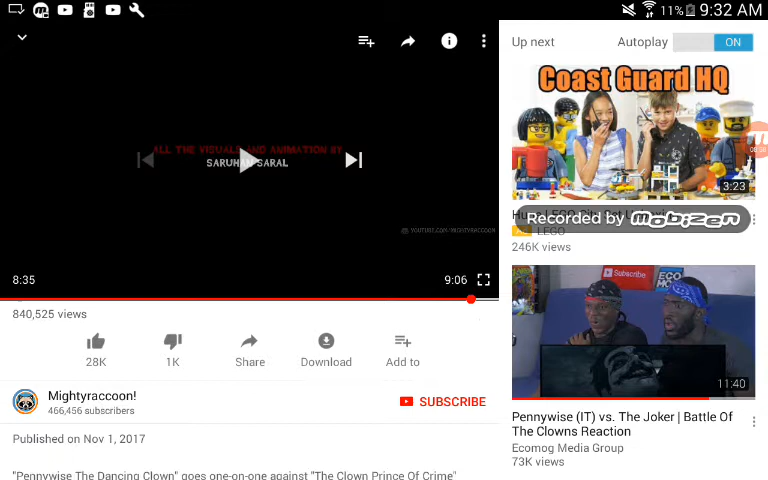 11% 9:32 AM
ALL THE VISUALS AND ANIMATION BY
SARUHAN SARAL
YOUTUBE.COM/MIGHTYRACCOON
8:35
9:06
840,525 views
28K
1K
Share
Download
Add to
Mightyraccoon!
466,456 subscribers
SUBSCRIBE
Published on Nov 1, 2017
"Pennywise The Dancing Clown" goes one-on-one against "The Clown Prince Of Crime"
Up next
Autoplay
ON
Coast Guard HQ
3:23
Recorded by mobizen
LEGO
246K views
Subscribe
ECO
11:40
Pennywise (IT) vs. The Joker | Battle Of
The Clowns Reaction
Ecomog Media Group
73K views